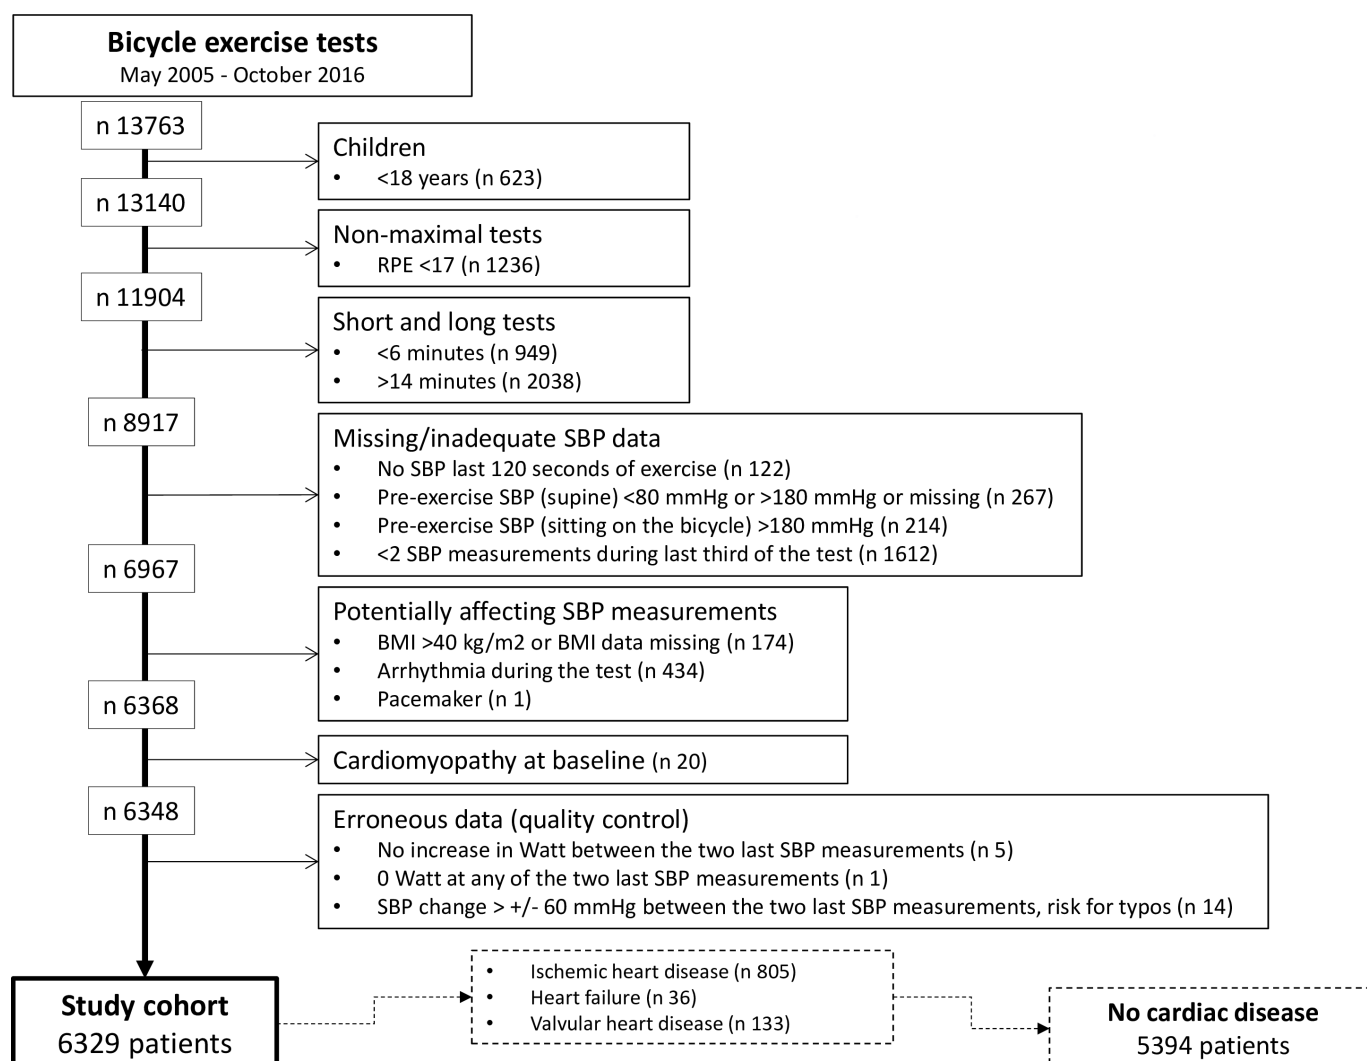 Bicycle exercise tests
May 2005 - October 2016
n 13763
Children
• <18 years (n 623)
n 13140
Non-maximal tests
• RPE <17 (n 1236)
n 11904
Short and long tests
• <6 minutes (n 949)
• >14 minutes (n 2038)
n 8917
Missing/inadequate SBP data
• No SBP last 120 seconds of exercise (n 122)
• Pre-exercise SBP (supine) <80 mmHg or >180 mmHg or missing (n 267)
• Pre-exercise SBP (sitting on the bicycle) >180 mmHg (n 214)
• <2 SBP measurements during last third of the test (n 1612)
n 6967
Potentially affecting SBP measurements
• BMI >40 kg/m2 or BMI data missing (n 174)
• Arrhythmia during the test (n 434)
• Pacemaker (n 1)
n 6368
Cardiomyopathy at baseline (n 20)
n 6348
Erroneous data (quality control)
• No increase in Watt between the two last SBP measurements (n 5)
• 0 Watt at any of the two last SBP measurements (n 1)
• SBP change > +/- 60 mmHg between the two last SBP measurements, risk for typos (n 14)
Study cohort
6329 patients
• Ischemic heart disease (n 805)
• Heart failure (n 36)
• Valvular heart disease (n 133)
No cardiac disease
5394 patients